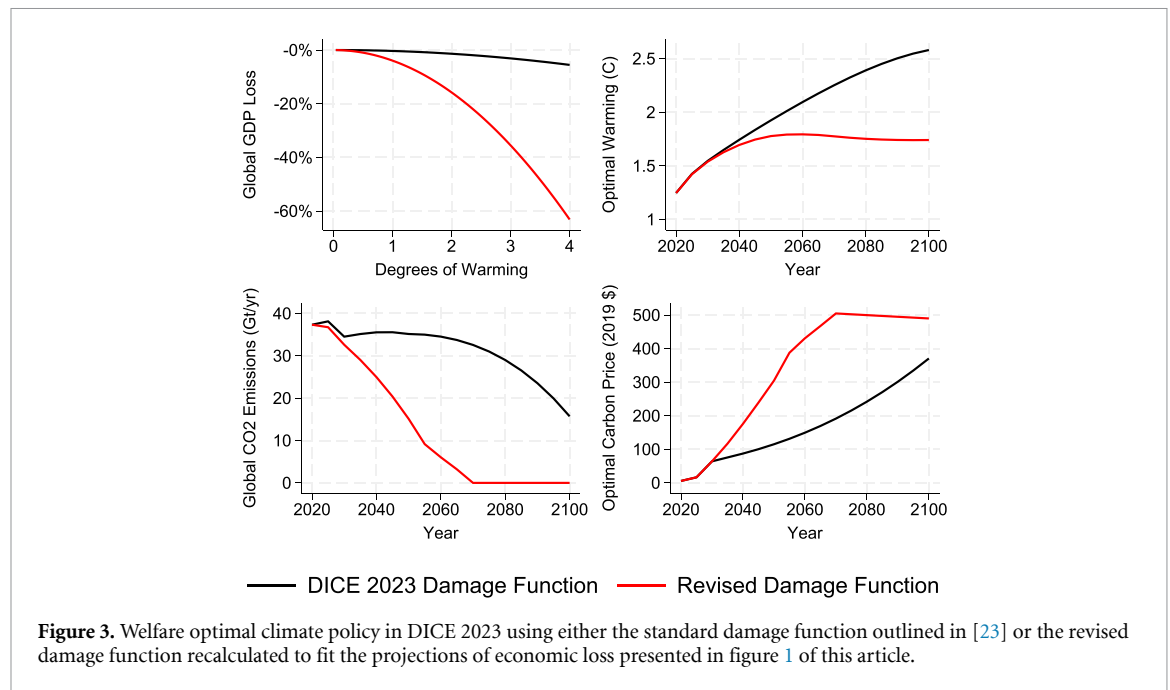 Global GDP Loss
-0%
-20%
-40%
-60%
0 1 2 3 4
Degrees of Warming
Optimal Warming (C)
2.5
2
1.5
1
2020 2040 2060 2080 2100
Year
Global CO2 Emissions (Gt/yr)
40
30
20
10
0
2020 2040 2060 2080 2100
Year
Optimal Carbon Price (2019 $)
500
400
300
200
100
0
2020 2040 2060 2080 2100
Year
DICE 2023 Damage Function Revised Damage Function
Figure 3. Welfare optimal climate policy in DICE 2023 using either the standard damage function outlined in [23] or the revised
damage function recalculated to fit the projections of economic loss presented in figure 1 of this article.